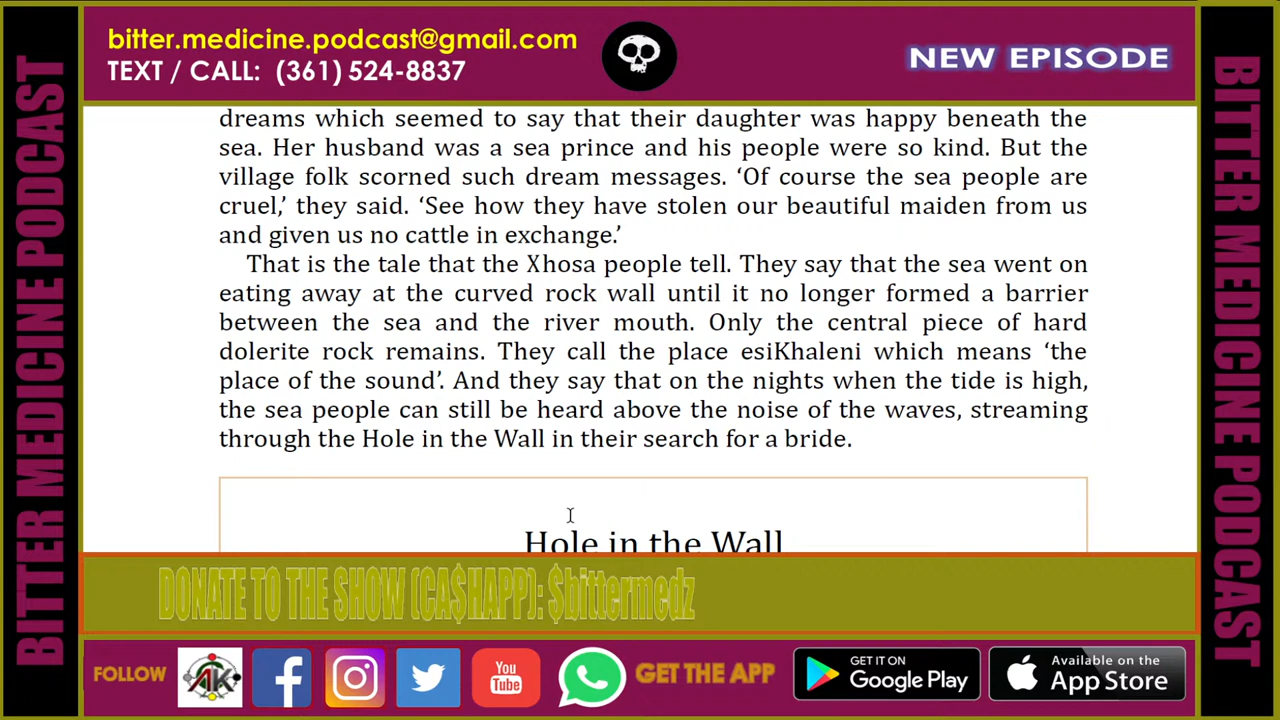 bitter.medicine.podcast@gmail.com
TEXT / CALL: (361) 524-8837
NEW EPISODE
BITTER MEDICINE PODCAST
dreams which seemed to say that their daughter was happy beneath the
sea. Her husband was a sea prince and his people were so kind. But the
village folk scorned such dream messages. ‘Of course the sea people are
cruel,’ they said. ‘See how they have stolen our beautiful maiden from us
and given us no cattle in exchange.’
That is the tale that the Xhosa people tell. They say that the sea went on
eating away at the curved rock wall until it no longer formed a barrier
between the sea and the river mouth. Only the central piece of hard
dolerite rock remains. They call the place esiKhaleni which means ‘the
place of the sound’. And they say that on the nights when the tide is high,
the sea people can still be heard above the noise of the waves, streaming
through the Hole in the Wall in their search for a bride.
Hole in the Wall
BITTER MEDICINE PODCAST
DONATE TO THE SHOW (CA$HAPP): $bittermedz
FOLLOW
ATK
You
Tube
GET THE APP
GET IT ON
Google Play
Available on the
App Store